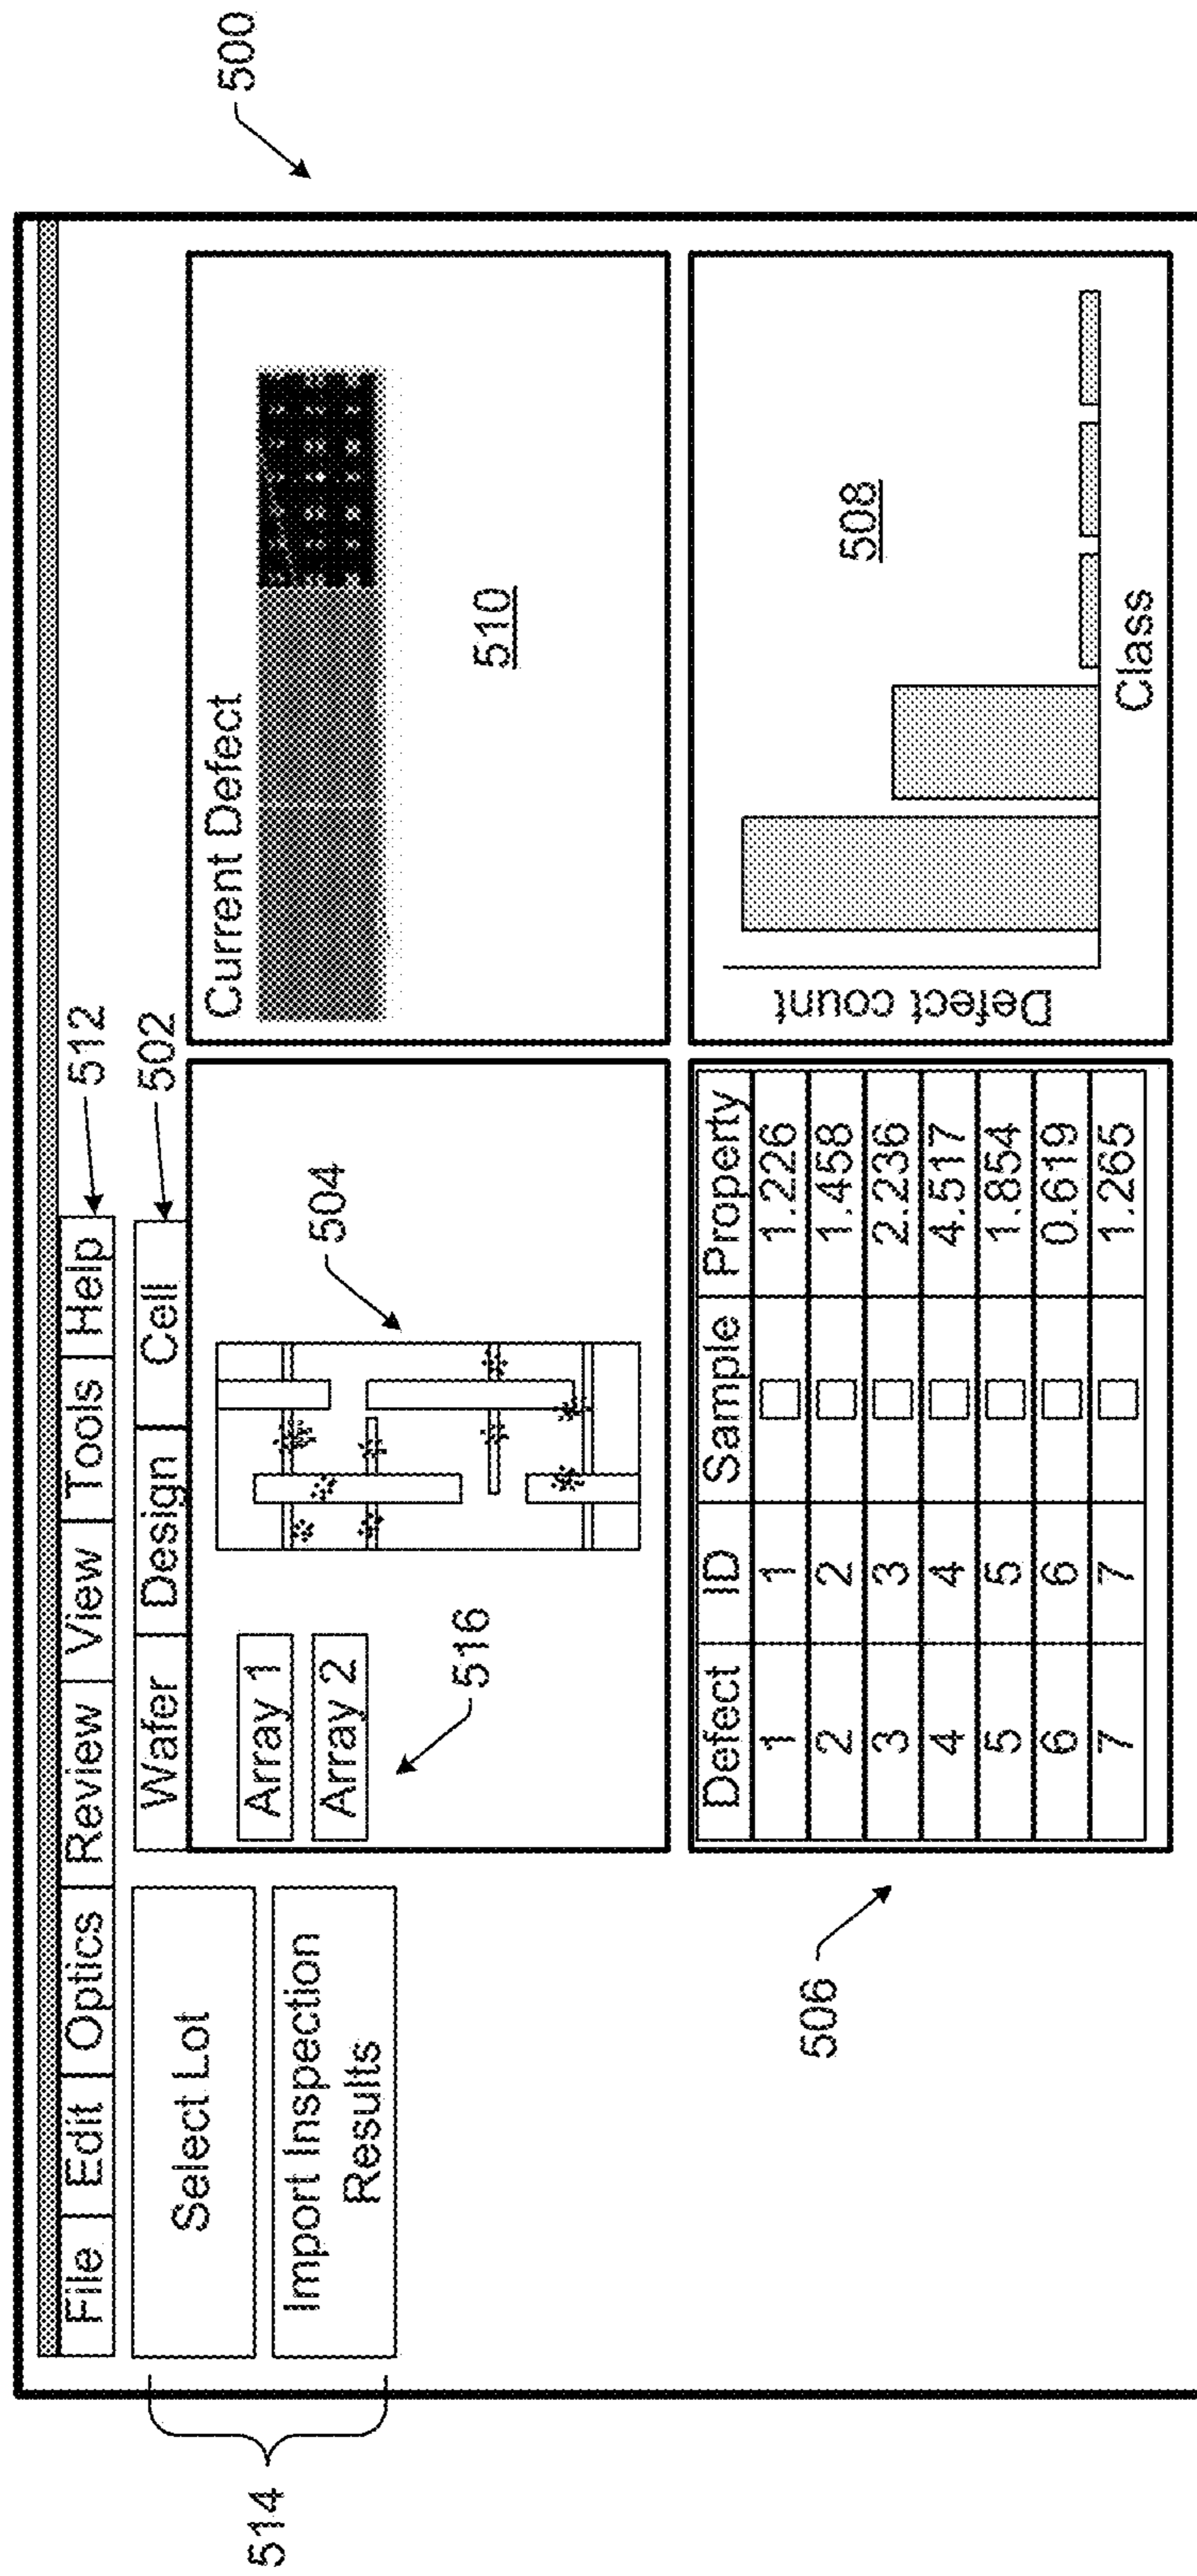 500
512
File Edit Optics Review View Tools Help
502
Wafer Design Cell
514
Select Lot
Import Inspection
Results
Array 1
Array 2
516
504
Current Defect
510
506
Defect ID Sample Property
1 1 1.226
2 2 1.458
3 3 2.236
4 4 4.517
5 5 1.854
6 6 0.619
7 7 1.265
Defect count
508
Class